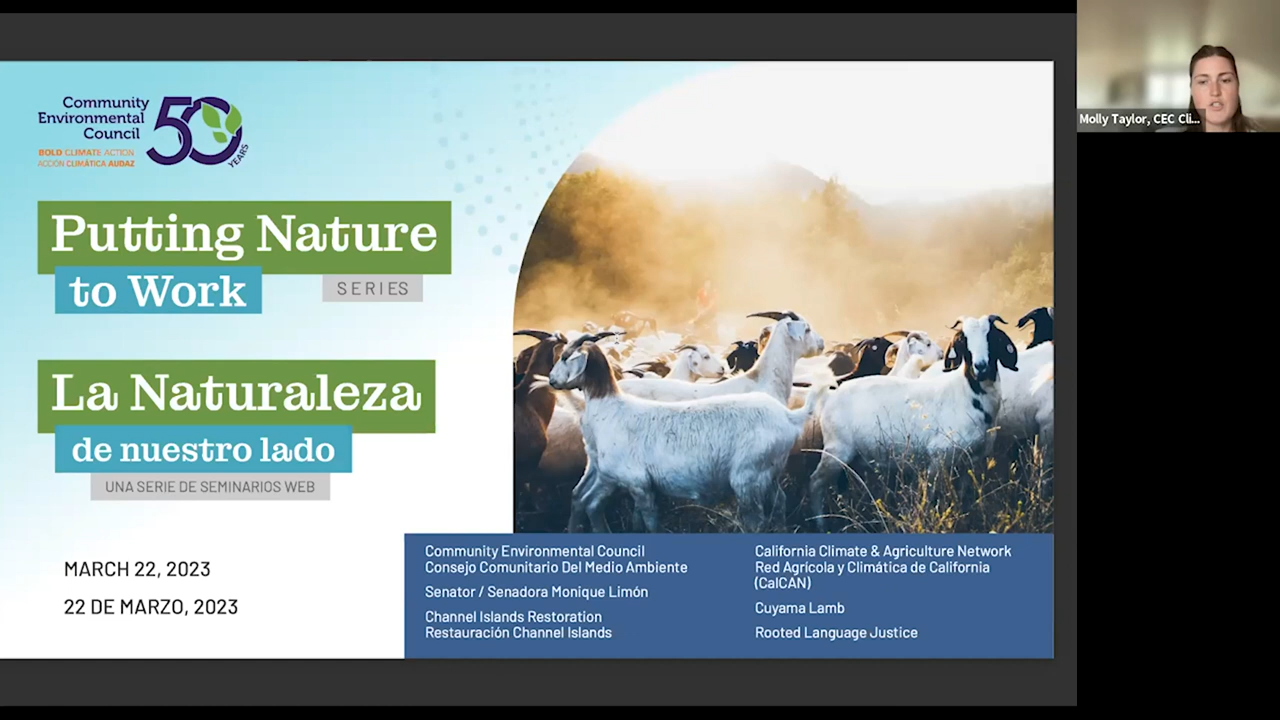 Community
Environmental
Council
50
YEARS
BOLD CLIMATE ACTION
ACCIÓN CLIMÁTICA AUDAZ
Putting Nature
to Work
SERIES
La Naturaleza
de nuestro lado
UNA SERIE DE SEMINARIOS WEB
MARCH 22, 2023
22 DE MARZO, 2023
Community Environmental Council
Consejo Comunitario Del Medio Ambiente
Senator / Senadora Monique Limón
Channel Islands Restoration
Restauración Channel Islands
California Climate & Agriculture Network
Red Agrícola y Climática de California
(CalCAN)
Cuyama Lamb
Rooted Language Justice
Molly Taylor, CEC Cli...